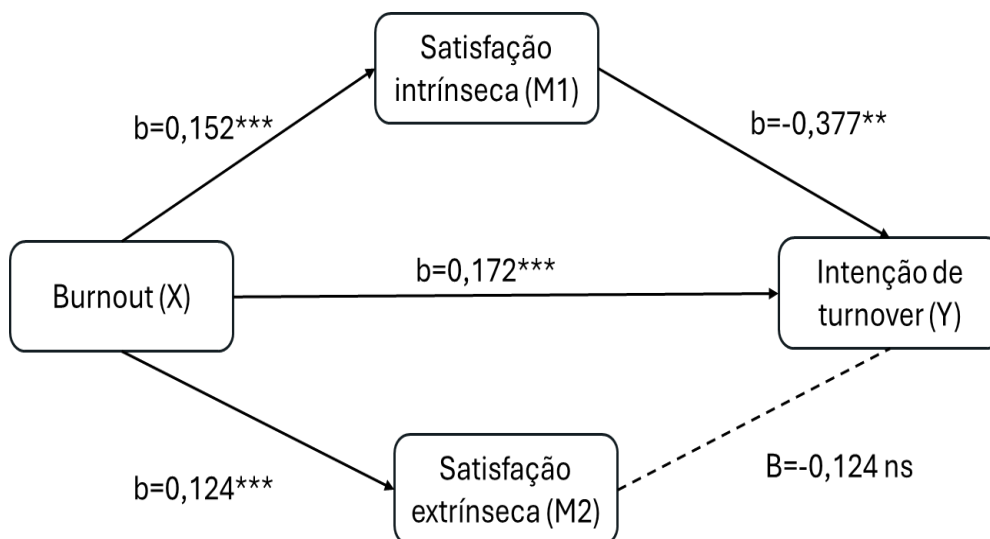 Satisfação
intrínseca (M1)
b=0,152***
b=-0,377**
b=0,172***
Burnout (X)
Intenção de
turnover (Y)
Satisfação
extrínseca (M2)
b=0,124***
B=-0,124 ns